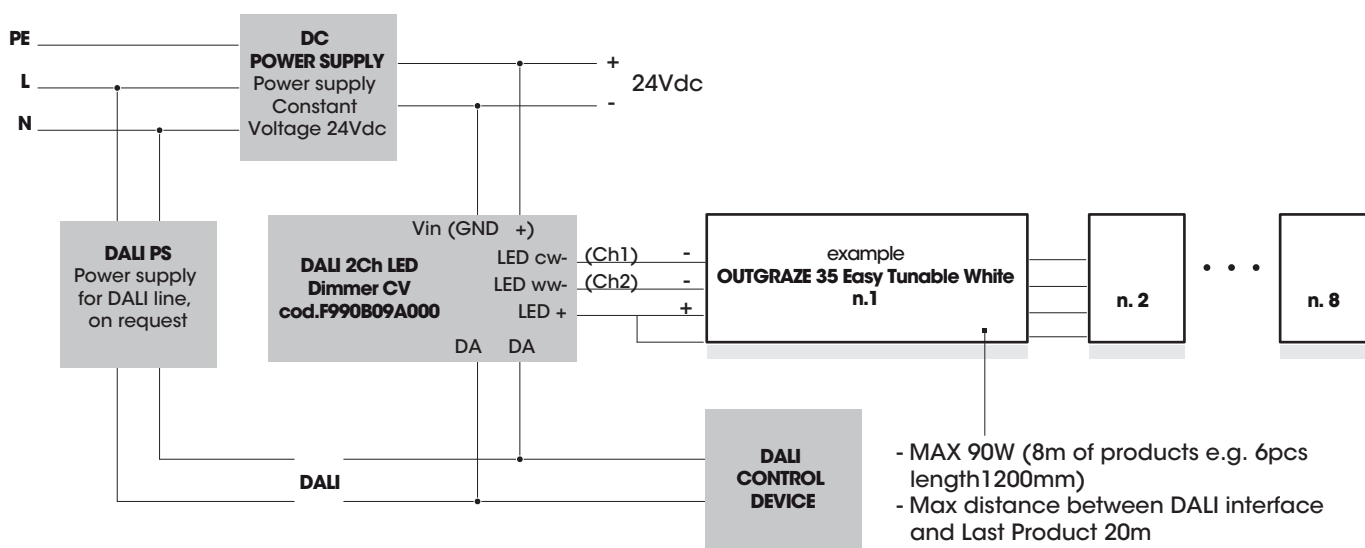 PE
L
N
DC
POWER SUPPLY
Power supply
Constant
Voltage 24Vdc
+
24Vdc
-
DALI PS
Power supply
for DALI line,
on request
Vin (GND +)
DALI 2Ch LED
Dimmer CV
cod.F990B09A000
LED cw- (Ch1) -
LED ww- (Ch2) -
LED + +
DA DA
example
OUTGRAZE 35 Easy Tunable White
n.1
n. 2
• • •
n. 8
DALI
DALI
CONTROL
DEVICE
- MAX 90W (8m of products e.g. 6pcs
length1200mm)
- Max distance between DALI interface
and Last Product 20m